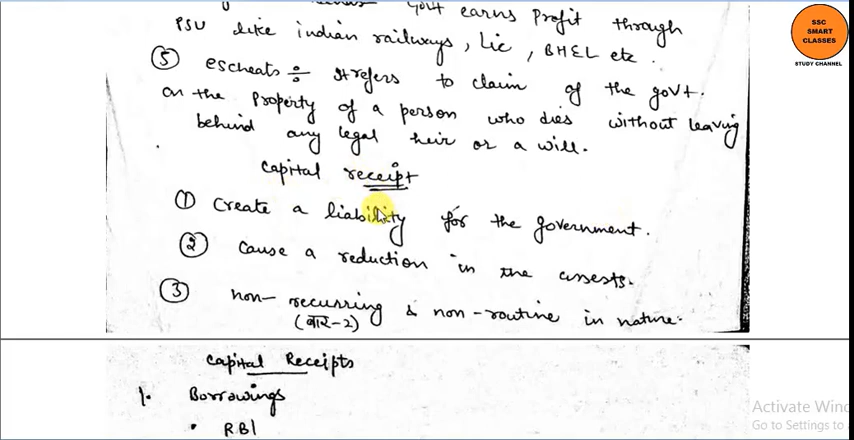 Govt earns Profit through
PSU like indian railways, Lic, BHEL etc.
⑤ escheats ÷ It refers to claim of the govt.
on the Property of a person who dies without leaving
behind any legal heir or a will.
Capital receipt
① Create a liability for the government.
② Cause a reduction in the assests.
③ non-recurring & non-routine in nature.
(बार-२)
Capital Receipts
1. Borrowings
• RBI
SSC
SMART
CLASSES
STUDY CHANNEL
Activate Wind
Go to Settings to